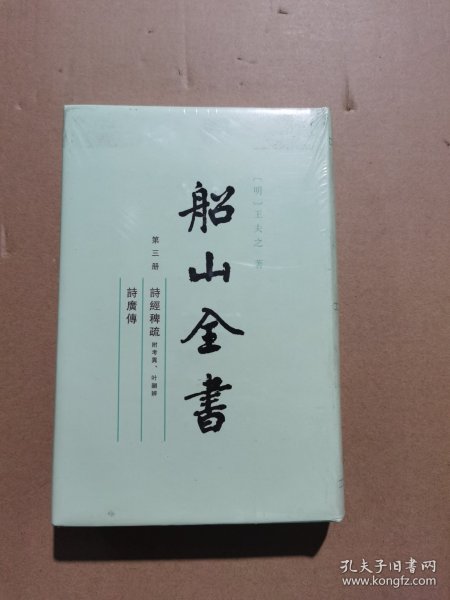 〔明〕王夫之 著
船山全書
第三册
詩經稗疏 附考異、叶韻辨
詩廣傳
孔夫子旧书网
www.kongfz.com